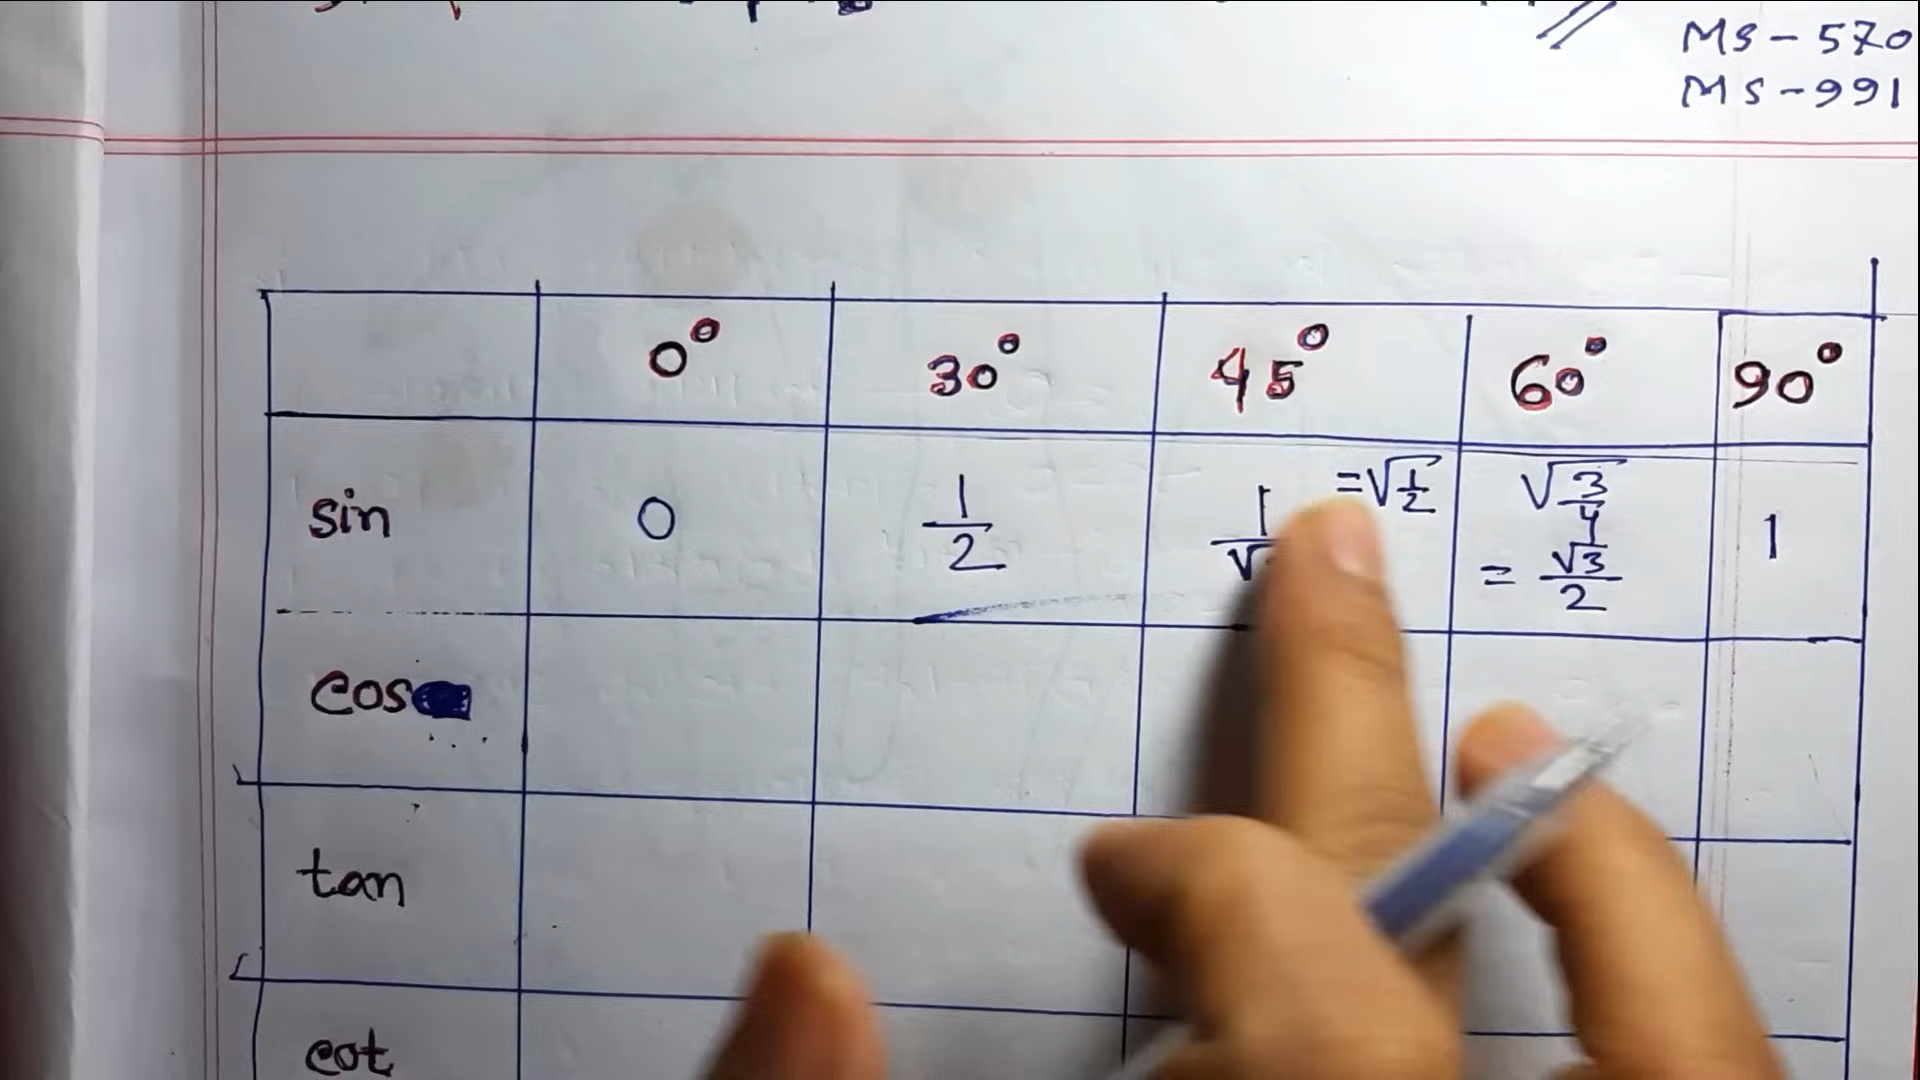 MS - 570
MS - 991
0° 30° 45° 60° 90°
sin 0 1/2 1/√ =√1/2 √3/4 = √3/2 1
cos
tan
cot